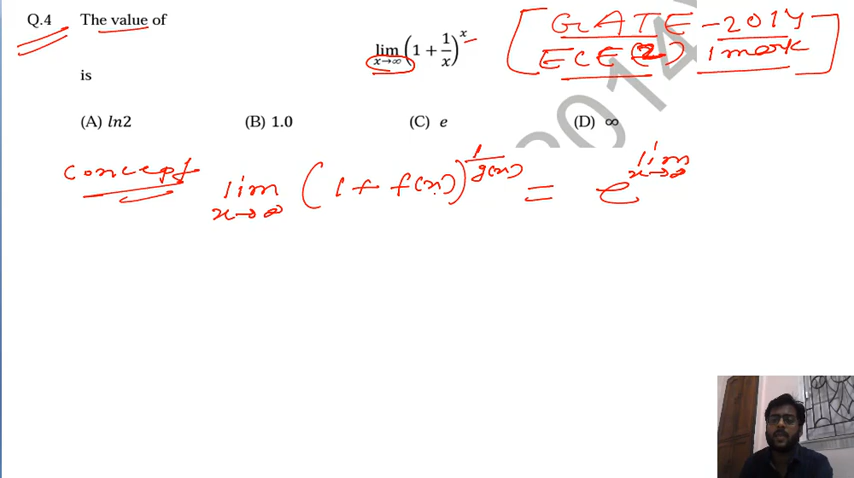 Q.4 The value of
lim x→∞ (1 + 1/x)^x
is
[GATE-2014
ECE(2) 1 mark]
(A) ln2 (B) 1.0 (C) e (D) ∞
2014
concept lim x→∞ (1 + f(x))^1/g(x) = e^lim x→∞